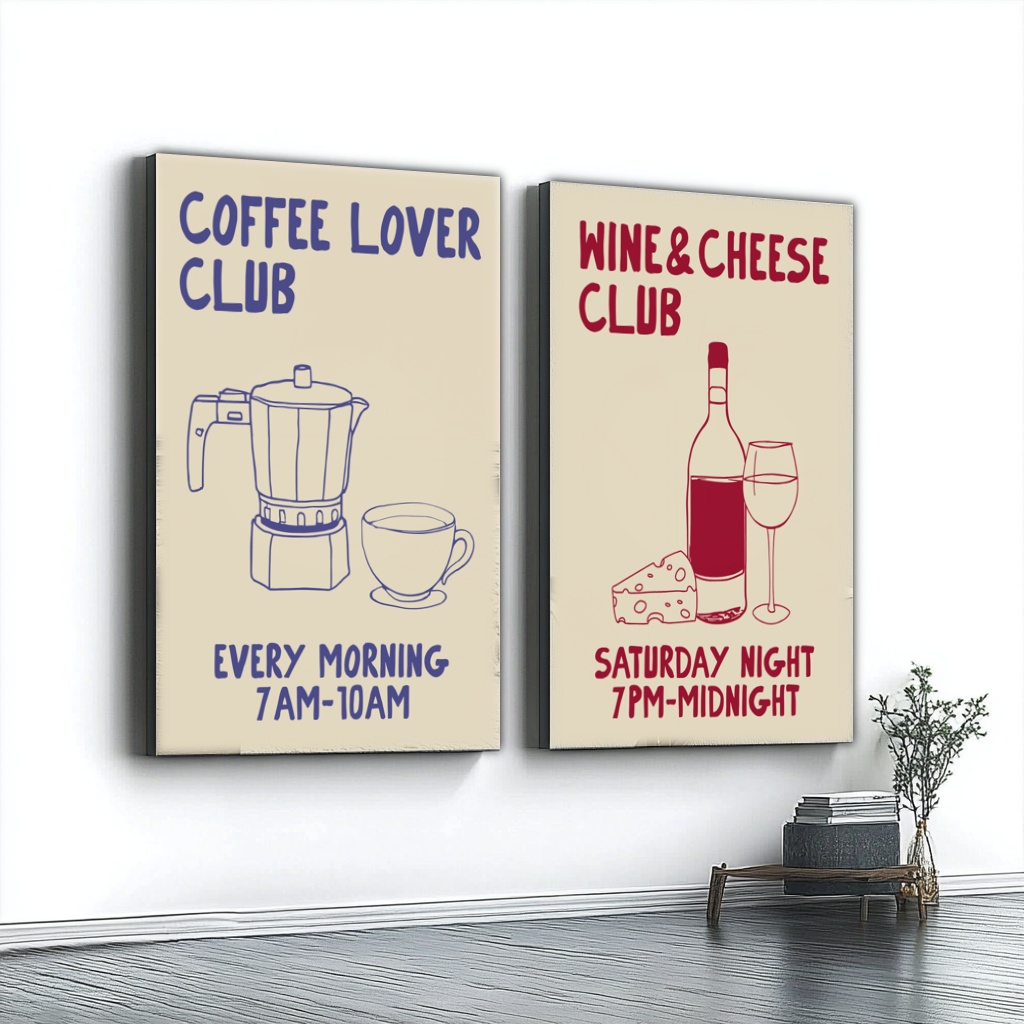 COFFEE LOVER
CLUB
EVERY MORNING
7AM-10AM
WINE & CHEESE
CLUB
SATURDAY NIGHT
7PM-MIDNIGHT